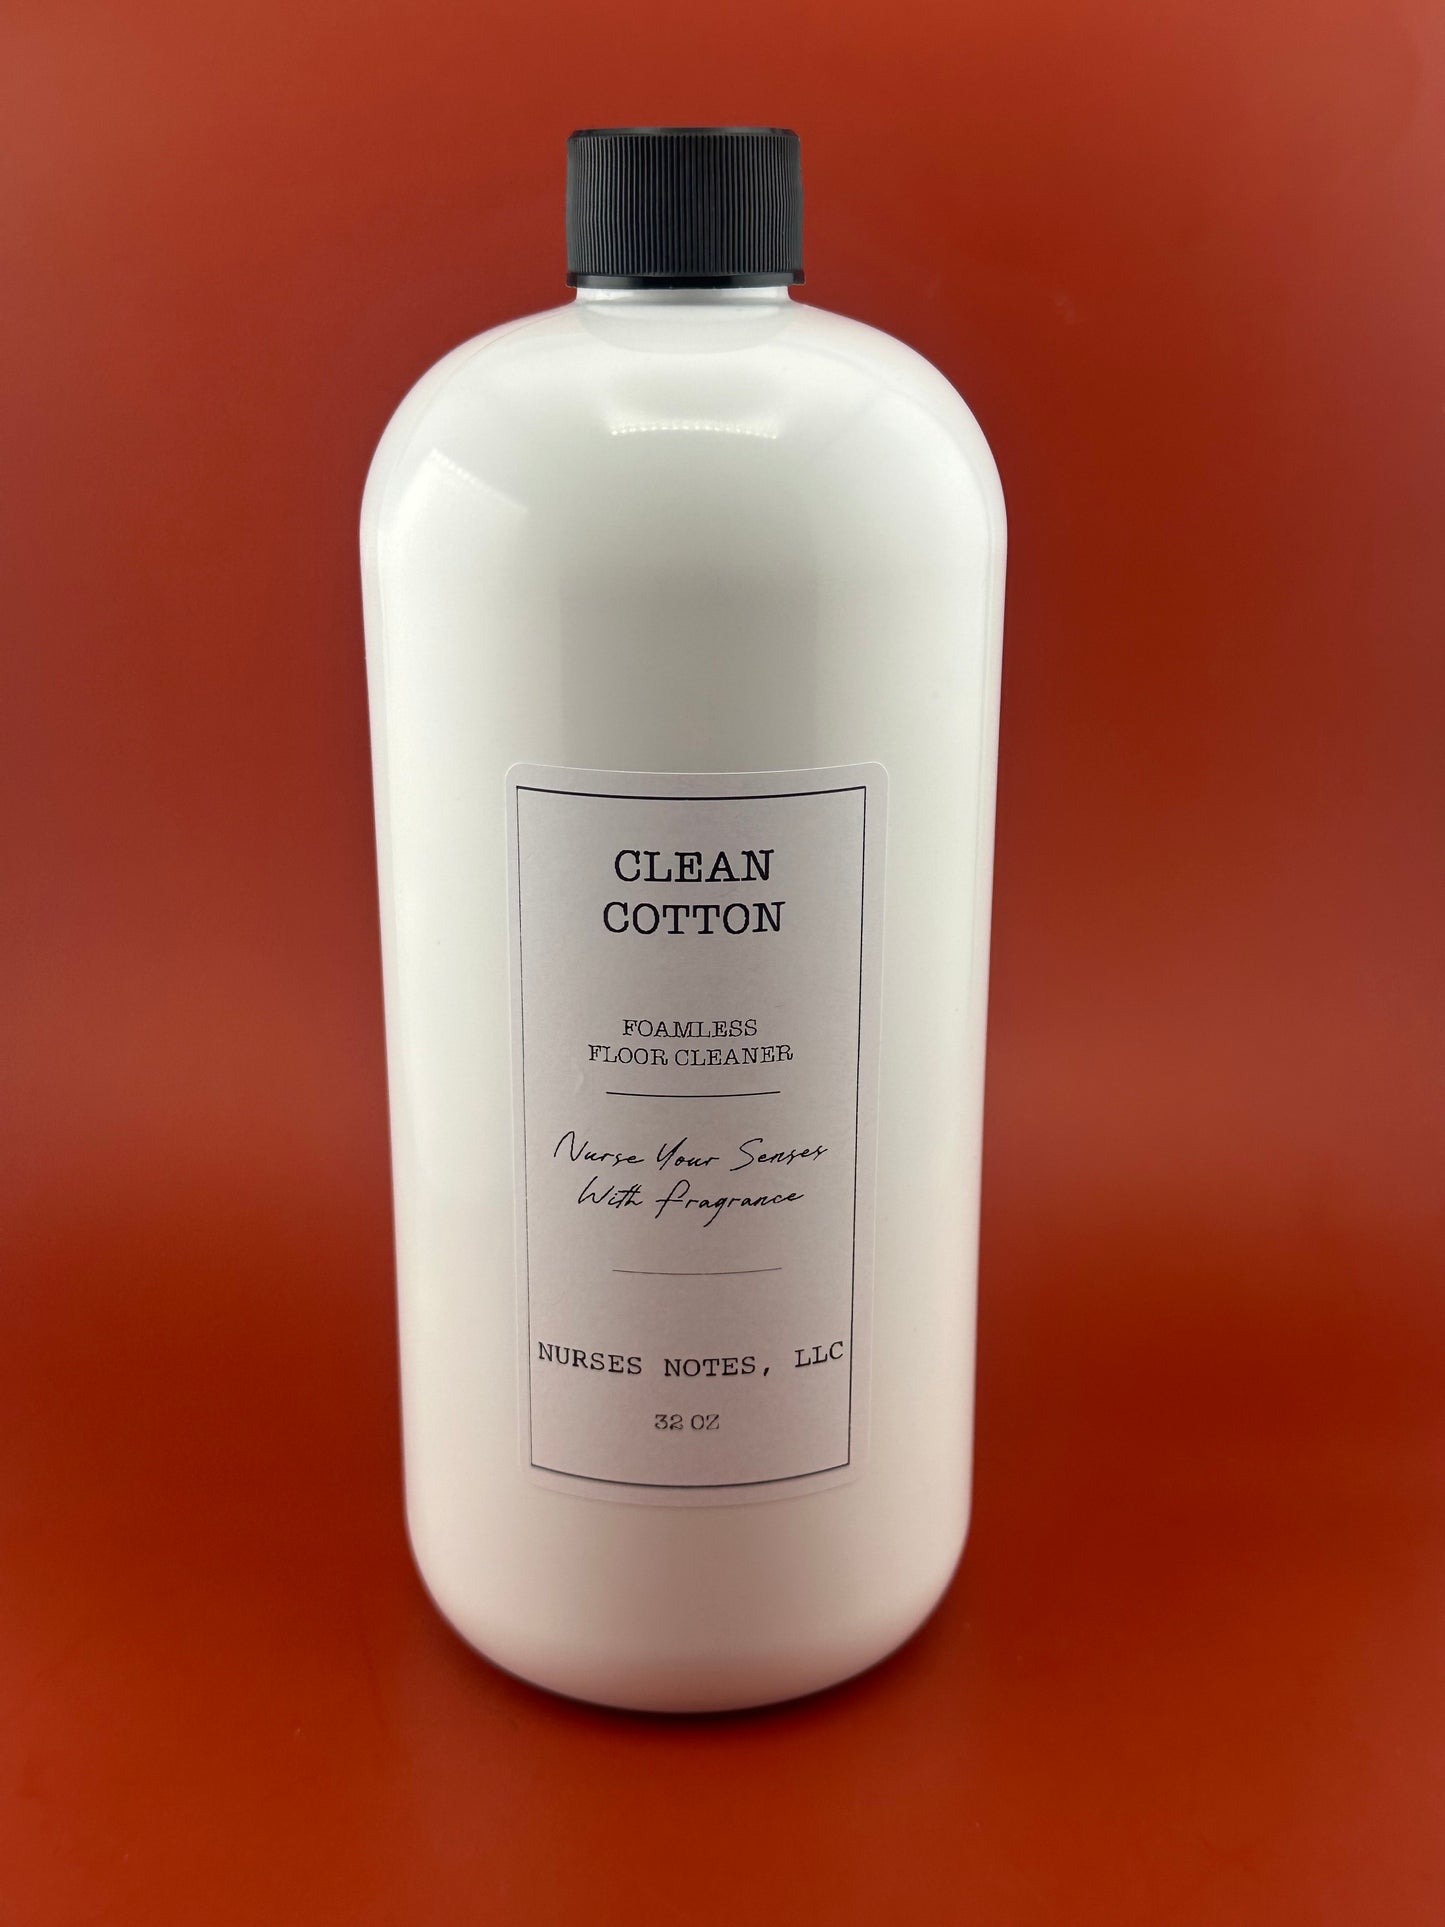 CLEAN
COTTON
FOAMLESS
FLOOR CLEANER
Nurse Your Senses
With fragrance
NURSES NOTES, LLC
32 OZ